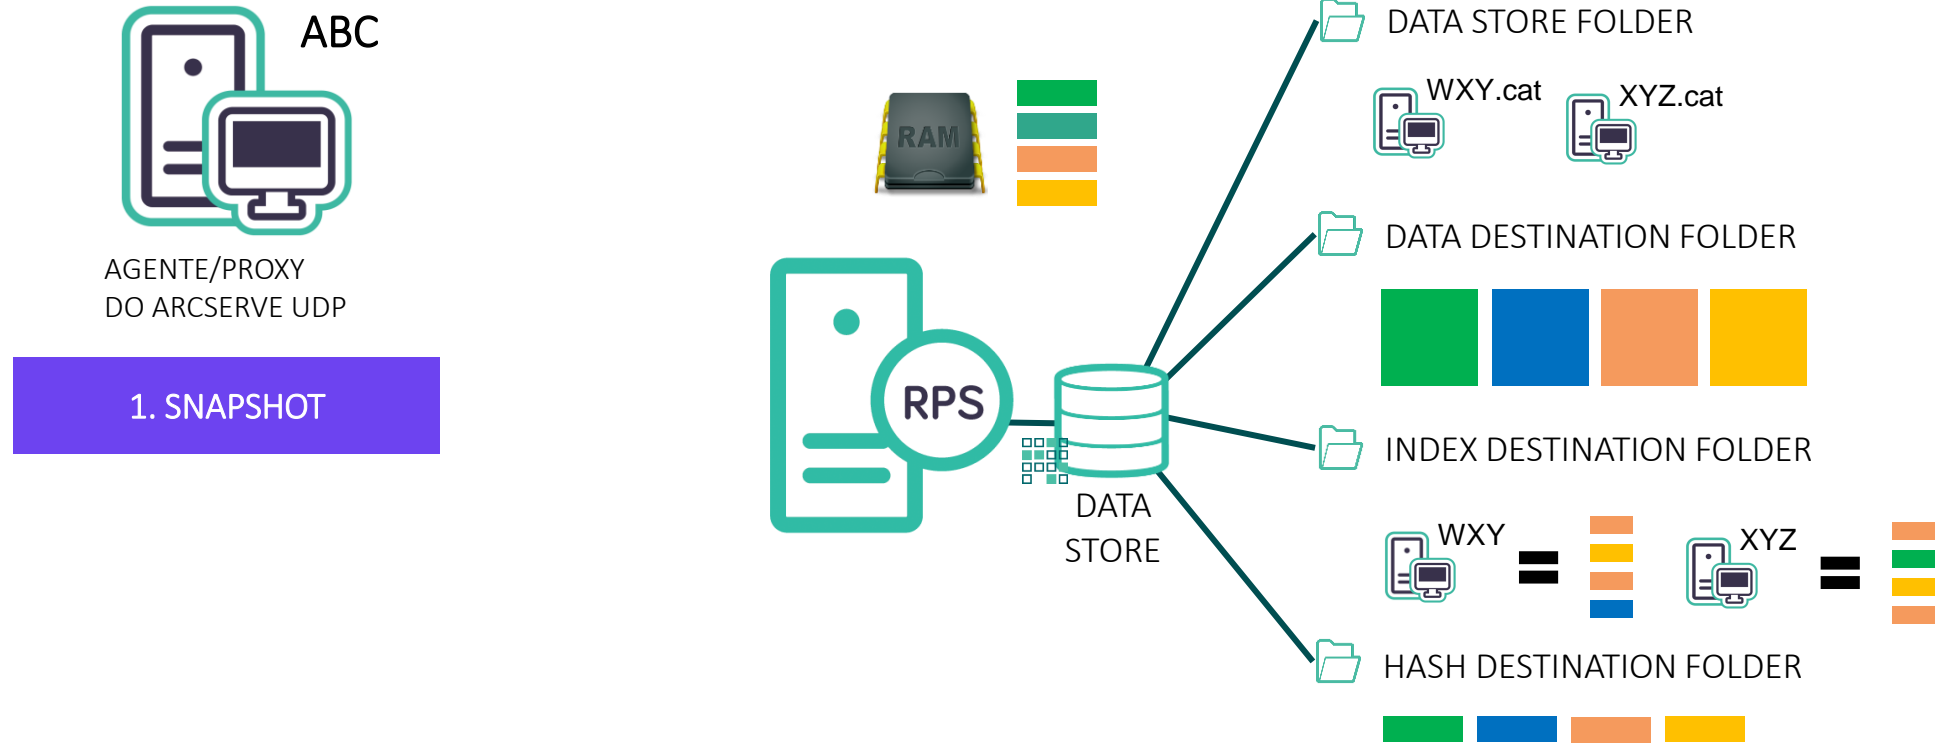 ABC
AGENTE/PROXY
DO ARCSERVE UDP
1. SNAPSHOT
RAM
RPS
DATA
STORE
DATA STORE FOLDER
WXY.cat
XYZ.cat
DATA DESTINATION FOLDER
INDEX DESTINATION FOLDER
WXY
=
XYZ
=
HASH DESTINATION FOLDER